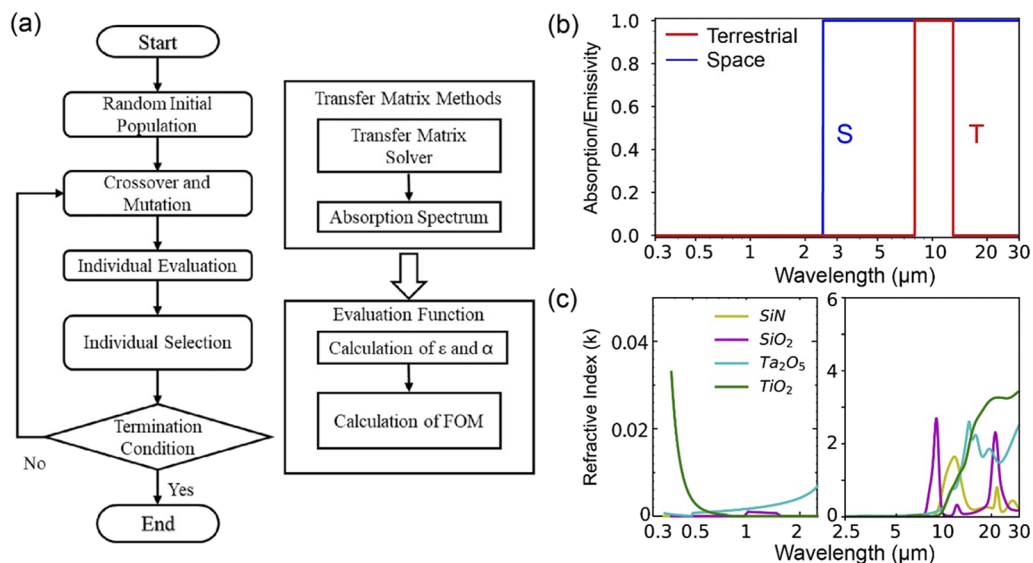 (a)
Start
Random Initial
Population
Crossover and
Mutation
Individual Evaluation
Individual Selection
Termination
Condition
No
Yes
End
Transfer Matrix Methods
Transfer Matrix
Solver
Absorption Spectrum
Evaluation Function
Calculation of ε and α
Calculation of FOM
(b)
Absorption/Emissivity
1.0
0.8
0.6
0.4
0.2
0.0
Terrestrial
Space
S
T
0.3 0.5 1 2 3 5 10 20 30
Wavelength (μm)
(c)
Refractive Index (k)
0.04
0.02
0
SiN
SiO₂
Ta₂O₅
TiO₂
0.3 0.5 1 2
6
4
2
0
2.5 5 10 20 30
Wavelength (μm)